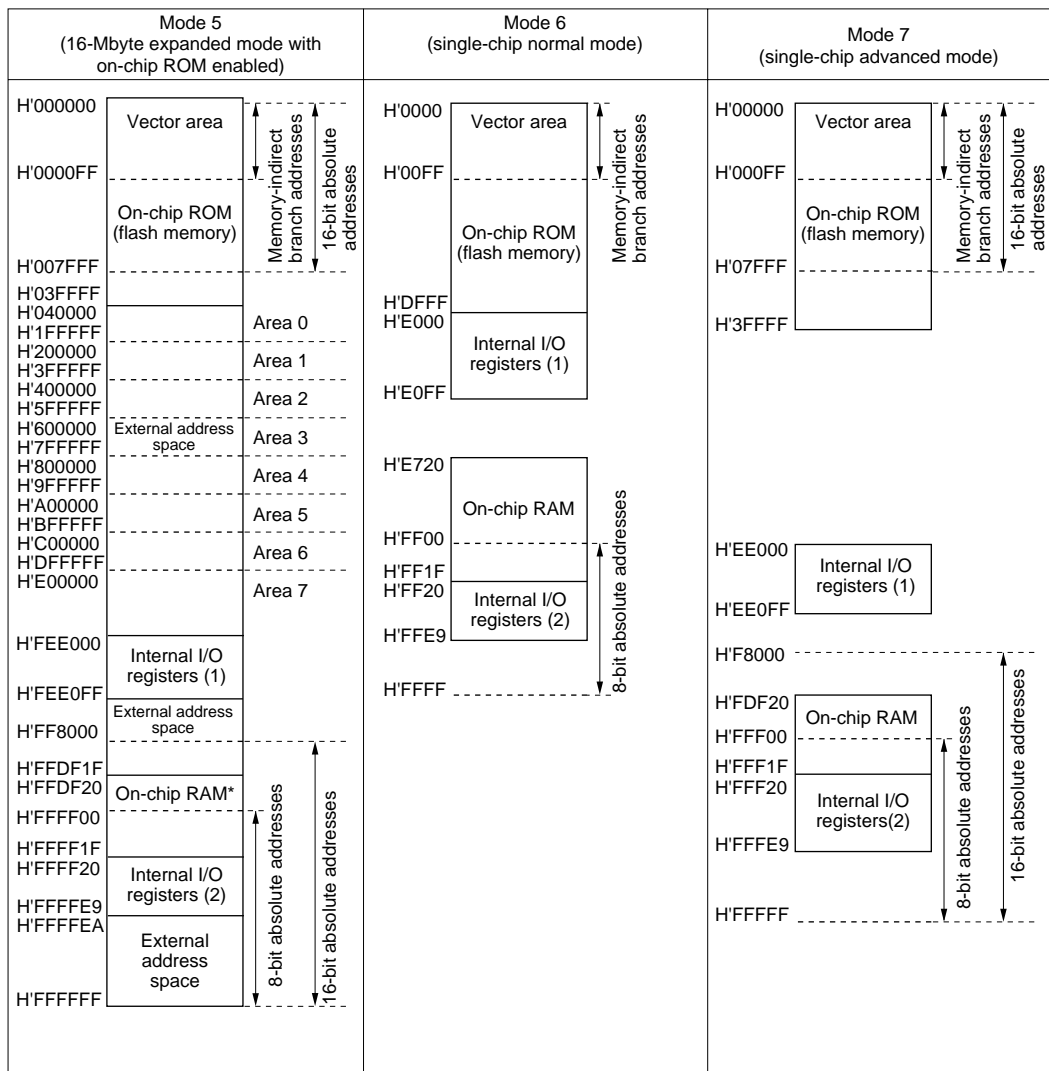 Mode 5
(16-Mbyte expanded mode with
on-chip ROM enabled)
H'000000
Vector area
H'0000FF
On-chip ROM
(flash memory)
H'007FFF
H'03FFFF
H'040000
Area 0
H'1FFFFF
H'200000
Area 1
H'3FFFFF
H'400000
Area 2
H'5FFFFF
H'600000
External address
space
Area 3
H'7FFFFF
H'800000
Area 4
H'9FFFFF
H'A00000
Area 5
H'BFFFFF
H'C00000
Area 6
H'DFFFFF
H'E00000
Area 7
H'FEE000
Internal I/O
registers (1)
H'FEE0FF
External address
space
H'FF8000
H'FFDF1F
H'FFDF20
On-chip RAM*
H'FFFF00
H'FFFF1F
H'FFFF20
Internal I/O
registers (2)
H'FFFFE9
H'FFFFEA
External
address
space
H'FFFFFF
Memory-indirect
branch addresses
16-bit absolute
addresses
8-bit absolute addresses
16-bit absolute addresses
Mode 6
(single-chip normal mode)
H'0000
Vector area
H'00FF
On-chip ROM
(flash memory)
H'DFFF
H'E000
Internal I/O
registers (1)
H'E0FF
H'E720
On-chip RAM
H'FF00
H'FF1F
H'FF20
Internal I/O
registers (2)
H'FFE9
H'FFFF
Memory-indirect
branch addresses
8-bit absolute addresses
Mode 7
(single-chip advanced mode)
H'00000
Vector area
H'000FF
On-chip ROM
(flash memory)
H'07FFF
H'3FFFF
H'EE000
Internal I/O
registers (1)
H'EE0FF
H'F8000
H'FDF20
On-chip RAM
H'FFF00
H'FFF1F
H'FFF20
Internal I/O
registers(2)
H'FFFE9
H'FFFFF
Memory-indirect
branch addresses
16-bit absolute
addresses
8-bit absolute addresses
16-bit absolute addresses